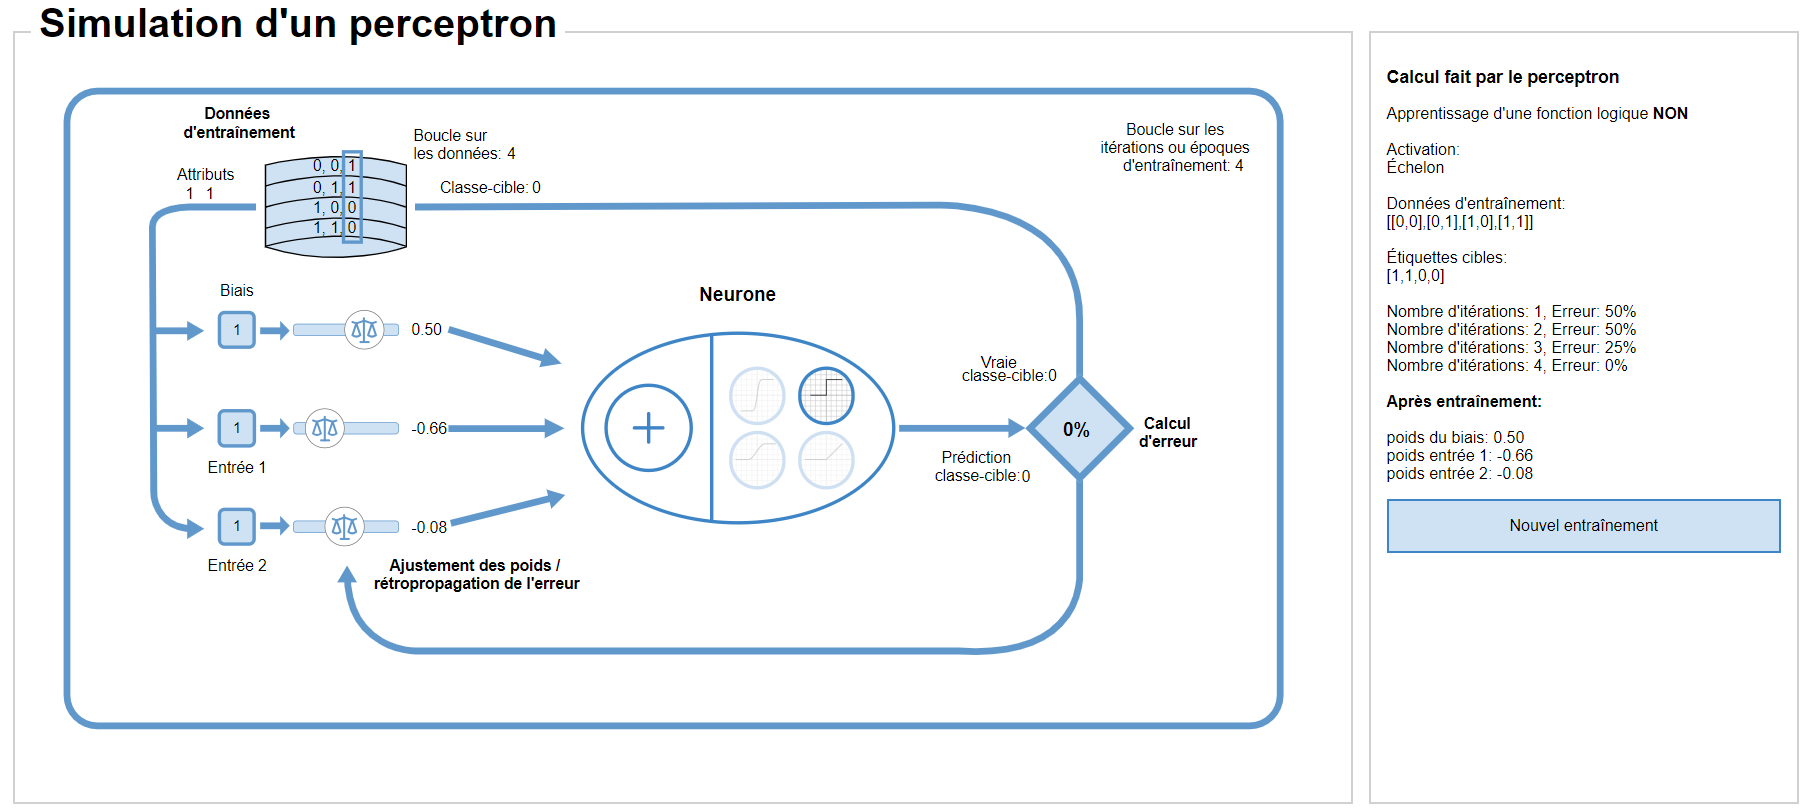 Simulation d'un perceptron
Données
d'entraînement
Boucle sur
les données: 4
Boucle sur les
itérations ou époques
d'entraînement: 4
Attributs
1 1
0, 0, 1
0, 1, 1
1, 0, 0
1, 1, 0
Classe-cible: 0
Biais
1
0.50
Neurone
1
-0.66
Entrée 1
1
-0.08
Entrée 2
Vraie
classe-cible:0
Prédiction
classe-cible:0
0%
Calcul
d'erreur
Ajustement des poids /
rétropropagation de l'erreur
Calcul fait par le perceptron
Apprentissage d'une fonction logique NON
Activation:
Échelon
Données d'entraînement:
[[0,0],[0,1],[1,0],[1,1]]
Étiquettes cibles:
[1,1,0,0]
Nombre d'itérations: 1, Erreur: 50%
Nombre d'itérations: 2, Erreur: 50%
Nombre d'itérations: 3, Erreur: 25%
Nombre d'itérations: 4, Erreur: 0%
Après entraînement:
poids du biais: 0.50
poids entrée 1: -0.66
poids entrée 2: -0.08
Nouvel entraînement